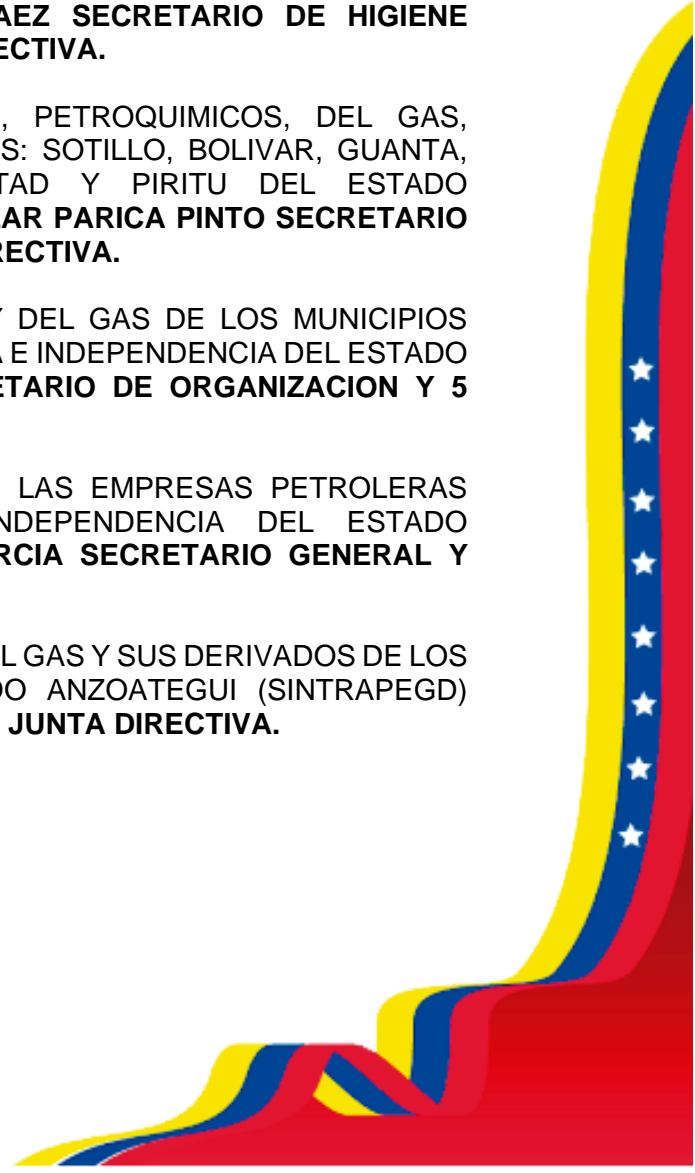 AEZ SECRETARIO DE HIGIENE
ECTIVA.
, PETROQUIMICOS, DEL GAS,
S: SOTILLO, BOLIVAR, GUANTA,
TAD Y PIRITU DEL ESTADO
ZAR PARICA PINTO SECRETARIO
RECTIVA.
Y DEL GAS DE LOS MUNICIPIOS
A E INDEPENDENCIA DEL ESTADO
ETARIO DE ORGANIZACION Y 5
LAS EMPRESAS PETROLERAS
NDEPENDENCIA DEL ESTADO
RCIA SECRETARIO GENERAL Y
L GAS Y SUS DERIVADOS DE LOS
DO ANZOATEGUI (SINTRAPEGD)
JUNTA DIRECTIVA.